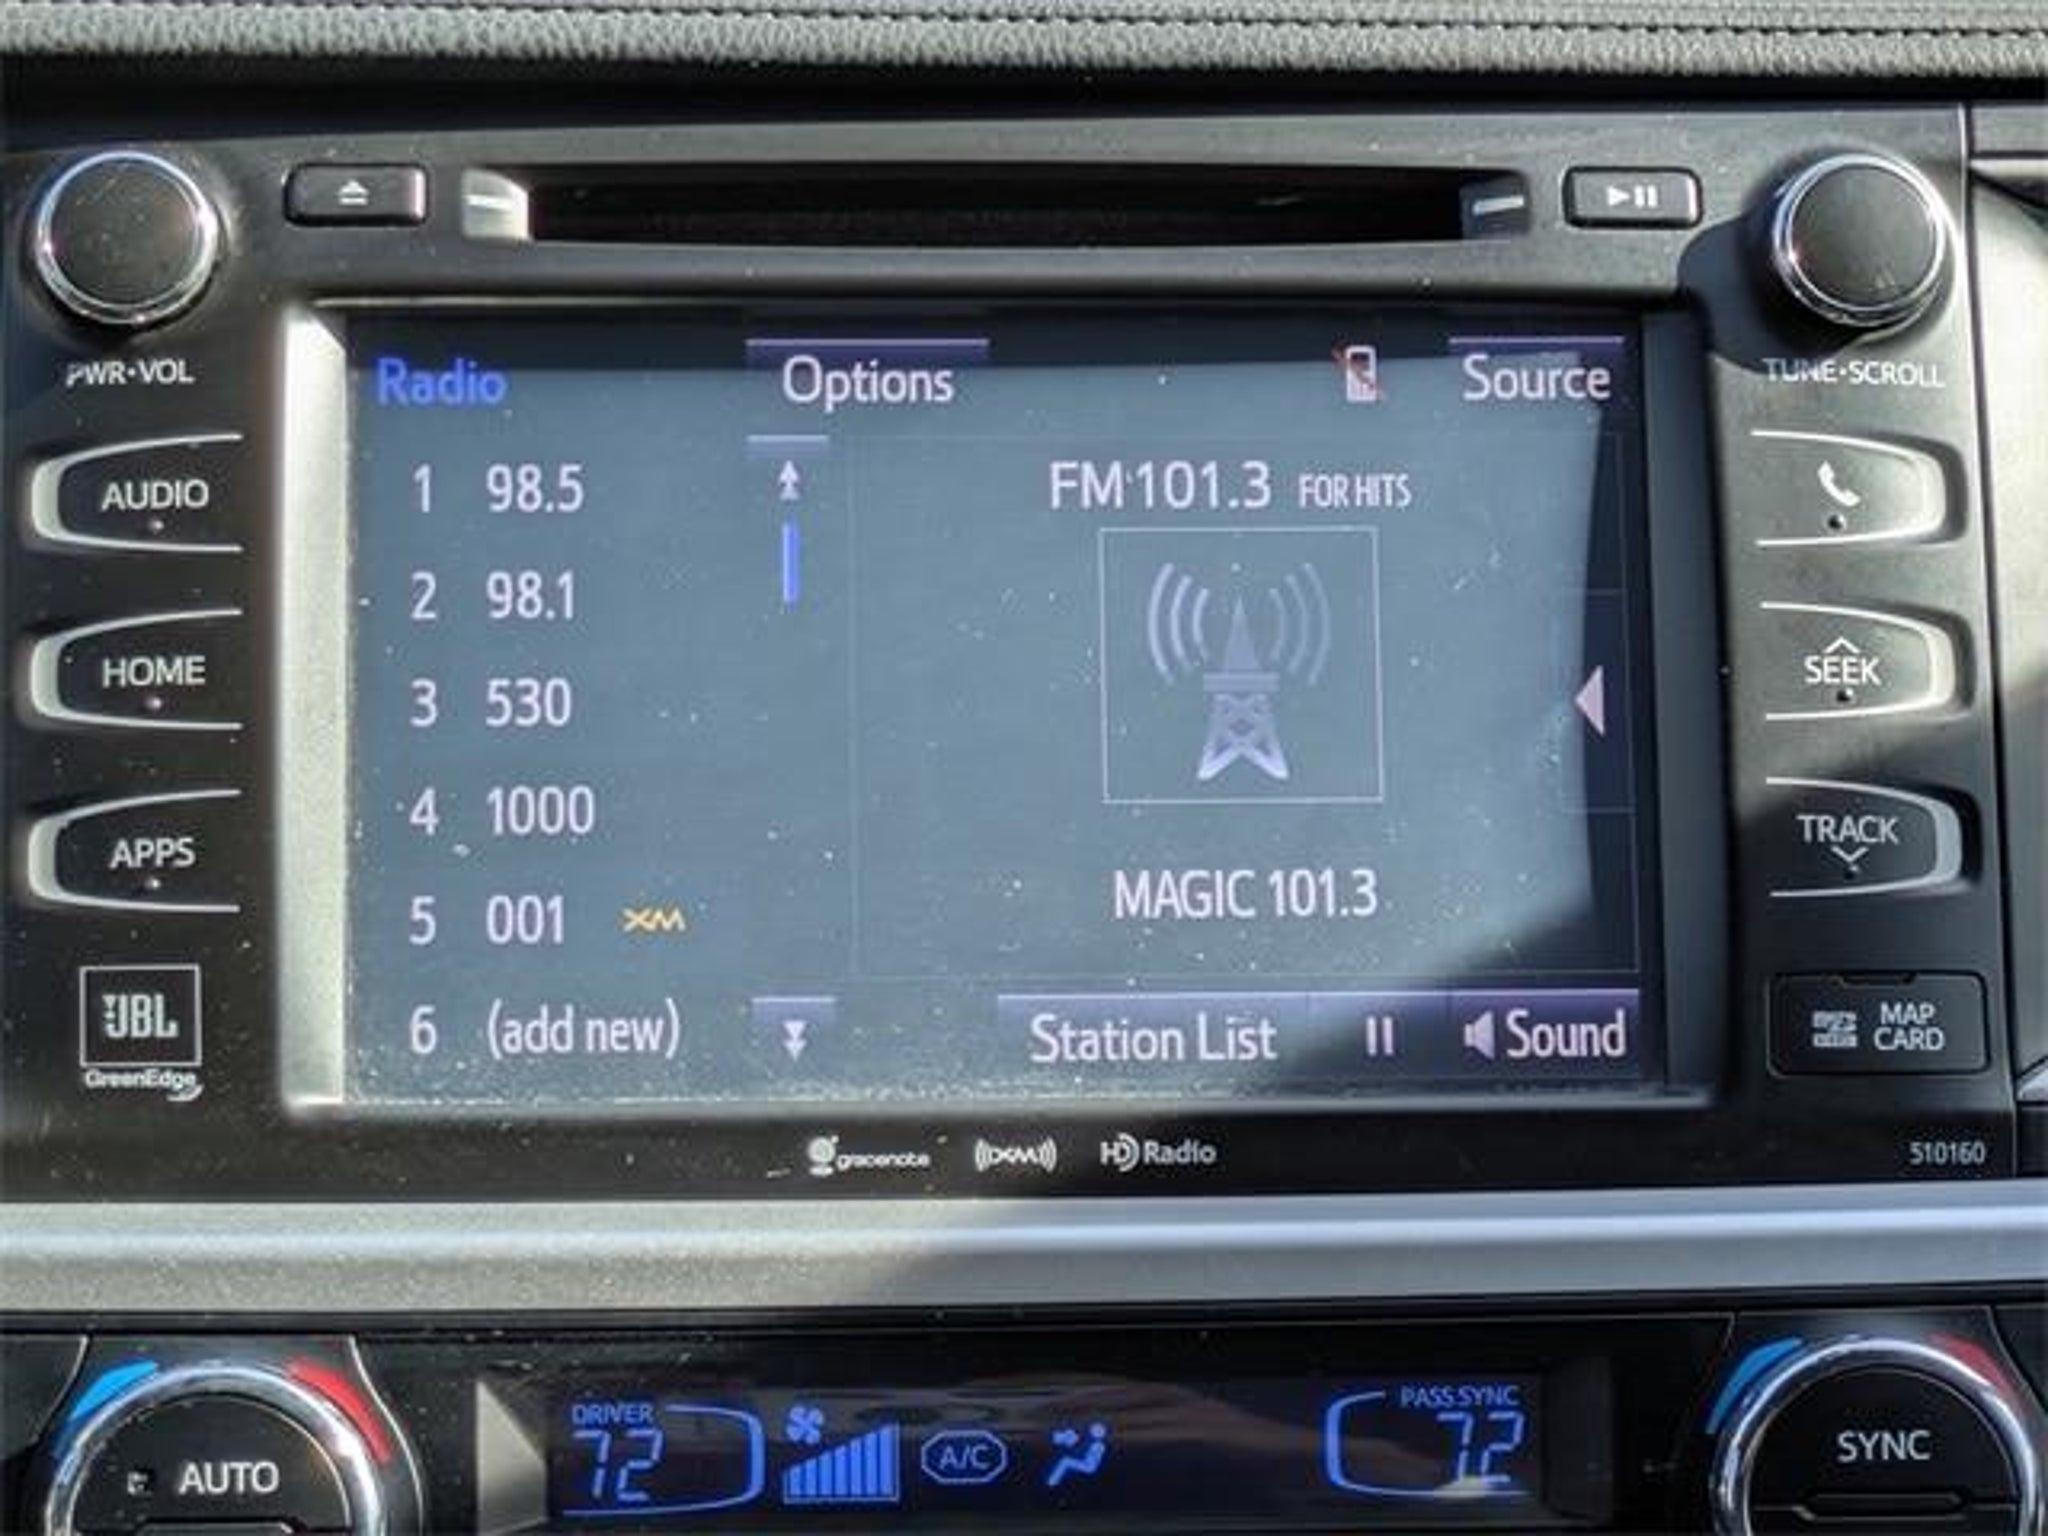 PWR•VOL
TUNE•SCROLL
Radio
Options
Source
AUDIO
HOME
APPS
JBL
GreenEdge
1 98.5
2 98.1
3 530
4 1000
5 001 XM
6 (add new)
FM 101.3 FOR HITS
MAGIC 101.3
Station List
Sound
SEEK
TRACK
MAP
CARD
gracenote
((XM))
HD Radio
510160
DRIVER
72
A/C
PASS SYNC
72
AUTO
SYNC